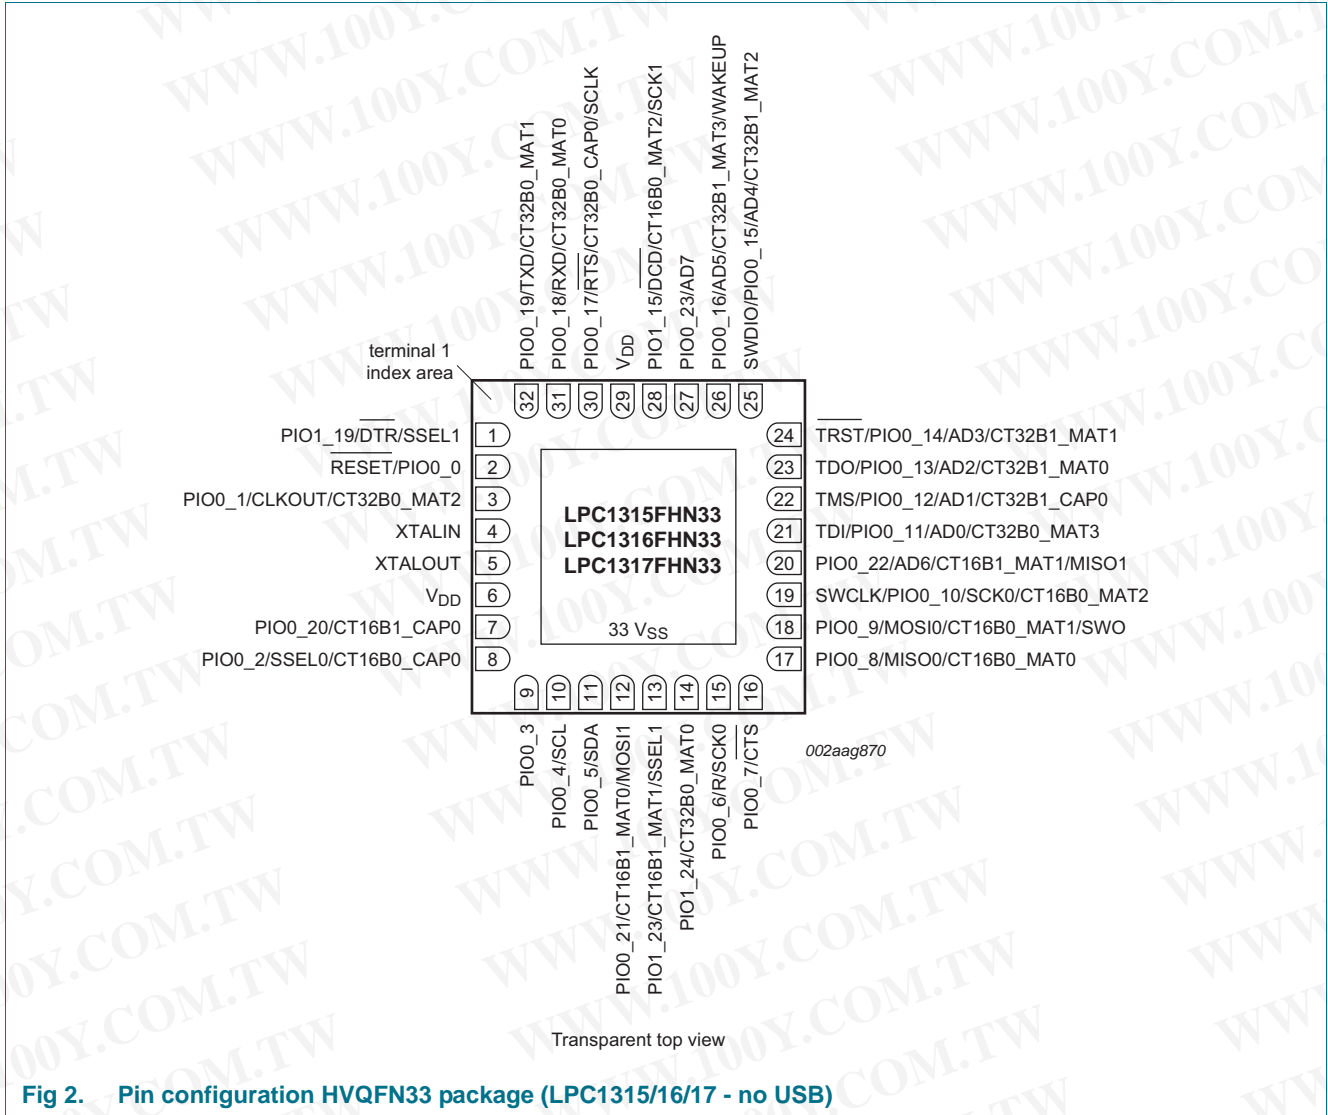 PIO0_19/TXD/CT32B0_MAT1
PIO0_18/RXD/CT32B0_MAT0
PIO0_17/RTS/CT32B0_CAP0/SCLK
VDD
PIO1_15/DCD/CT16B0_MAT2/SCK1
PIO0_23/AD7
PIO0_16/AD5/CT32B1_MAT3/WAKEUP
SWDIO/PIO0_15/AD4/CT32B1_MAT2
terminal 1
index area
32 31 30 29 28 27 26 25
PIO1_19/DTR/SSEL1 1
RESET/PIO0_0 2
PIO0_1/CLKOUT/CT32B0_MAT2 3
XTALIN 4
XTALOUT 5
VDD 6
PIO0_20/CT16B1_CAP0 7
PIO0_2/SSEL0/CT16B0_CAP0 8
LPC1315FHN33
LPC1316FHN33
LPC1317FHN33
33 VSS
24 TRST/PIO0_14/AD3/CT32B1_MAT1
23 TDO/PIO0_13/AD2/CT32B1_MAT0
22 TMS/PIO0_12/AD1/CT32B1_CAP0
21 TDI/PIO0_11/AD0/CT32B0_MAT3
20 PIO0_22/AD6/CT16B1_MAT1/MISO1
19 SWCLK/PIO0_10/SCK0/CT16B0_MAT2
18 PIO0_9/MOSI0/CT16B0_MAT1/SWO
17 PIO0_8/MISO0/CT16B0_MAT0
9 10 11 12 13 14 15 16
PIO0_3
PIO0_4/SCL
PIO0_5/SDA
PIO0_21/CT16B1_MAT0/MOSI1
PIO1_23/CT16B1_MAT1/SSEL1
PIO1_24/CT32B0_MAT0
PIO0_6/R/SCK0
PIO0_7/CTS
002aag870
Transparent top view
Fig 2. Pin configuration HVQFN33 package (LPC1315/16/17 - no USB)
WWW.100Y.COM.TW